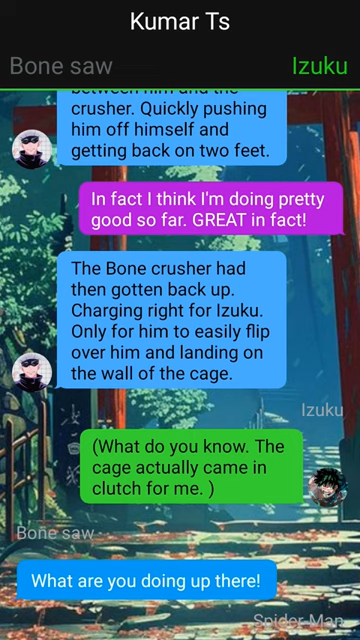 Kumar Ts
Bone saw
Izuku
between him and the
crusher. Quickly pushing
him off himself and
getting back on two feet.
In fact I think I'm doing pretty
good so far. GREAT in fact!
The Bone crusher had
then gotten back up.
Charging right for Izuku.
Only for him to easily flip
over him and landing on
the wall of the cage.
Izuku
(What do you know. The
cage actually came in
clutch for me. )
Bone saw
What are you doing up there!
Spider-Man